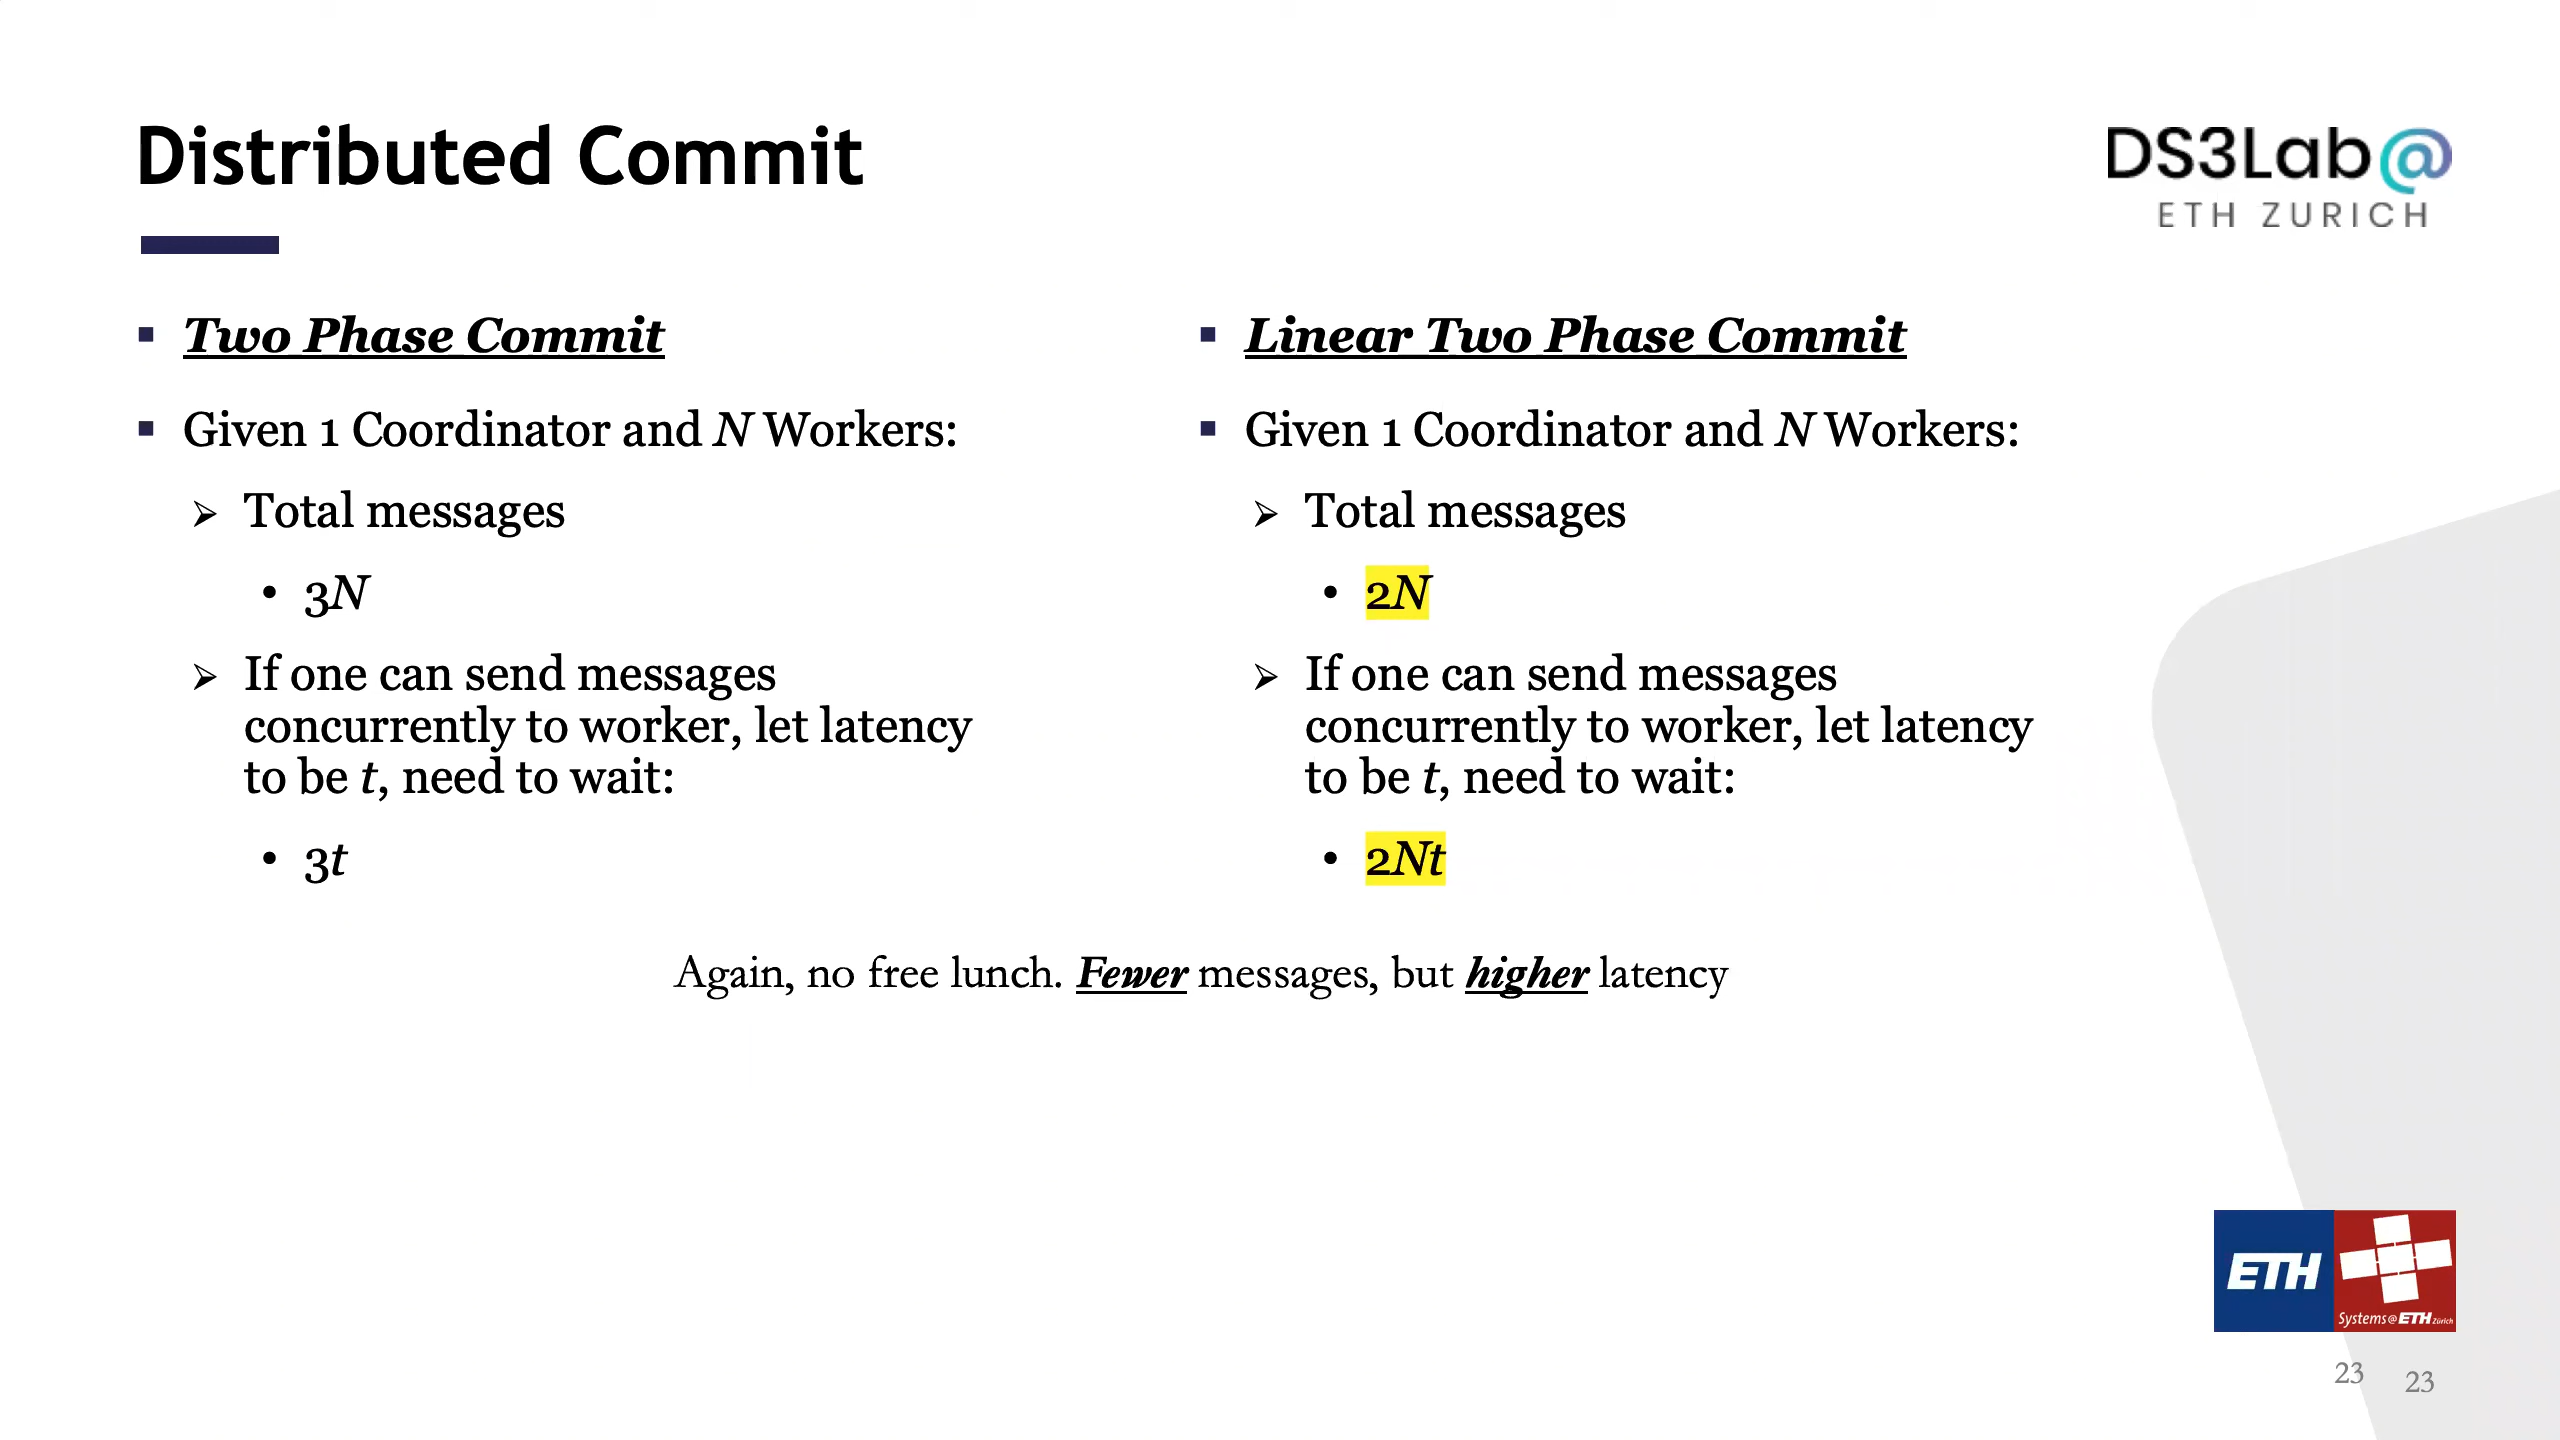 Distributed Commit
DS3Lab@
ETH ZURICH
Two Phase Commit
Given 1 Coordinator and N Workers:
Total messages
3N
If one can send messages
concurrently to worker, let latency
to be t, need to wait:
3t
Linear Two Phase Commit
Given 1 Coordinator and N Workers:
Total messages
2N
If one can send messages
concurrently to worker, let latency
to be t, need to wait:
2Nt
Again, no free lunch. Fewer messages, but higher latency
ETH
Systems@ETH Zürich
23
23